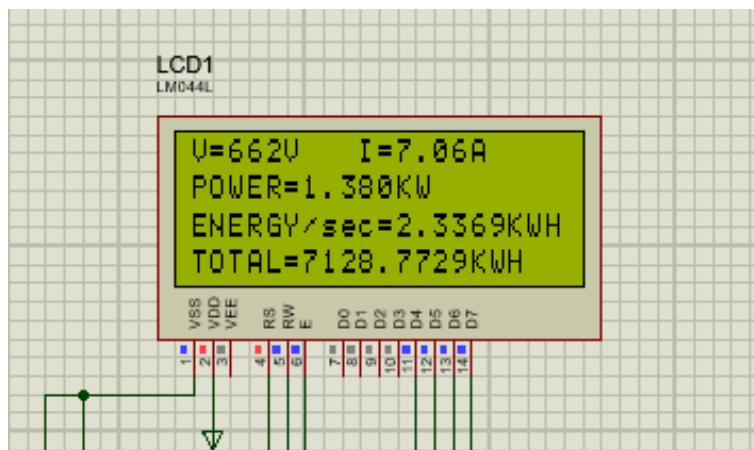 LCD1
LM044L
V=662V I=7.06A
POWER=1.380KW
ENERGY/sec=2.3369KWH
TOTAL=7128.7729KWH
VSS VDD VEE RS RW E D0 D1 D2 D3 D4 D5 D6 D7
1 2 3 4 5 6 7 8 9 10 11 12 13 14